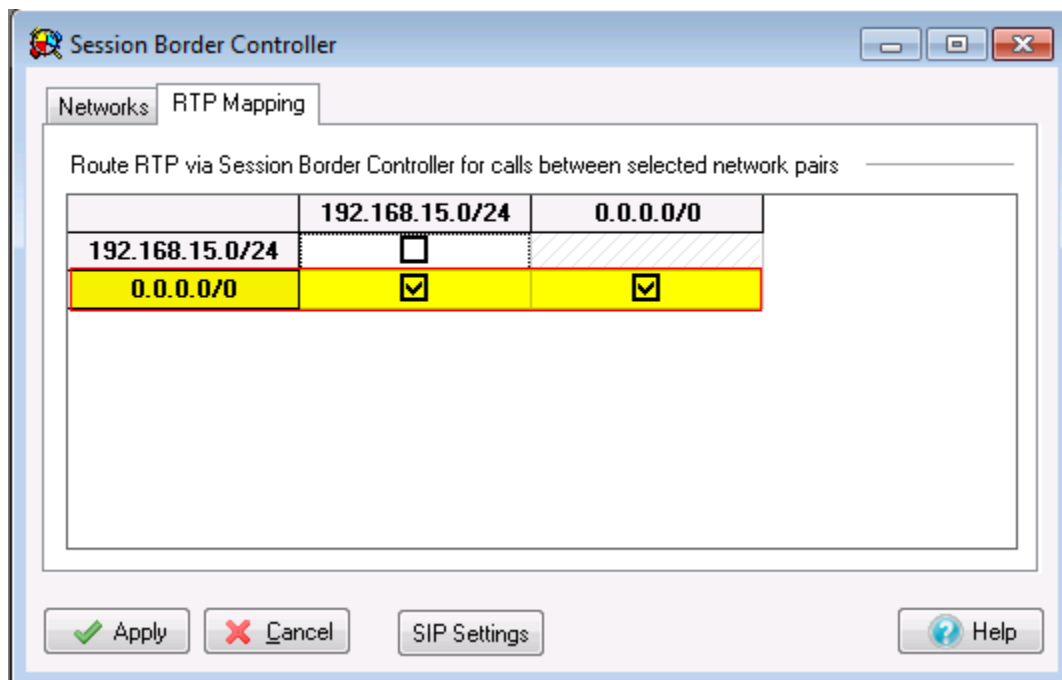 Session Border Controller
Networks RTP Mapping
Route RTP via Session Border Controller for calls between selected network pairs
192.168.15.0/24 0.0.0.0/0
192.168.15.0/24
0.0.0.0/0
Apply Cancel SIP Settings Help